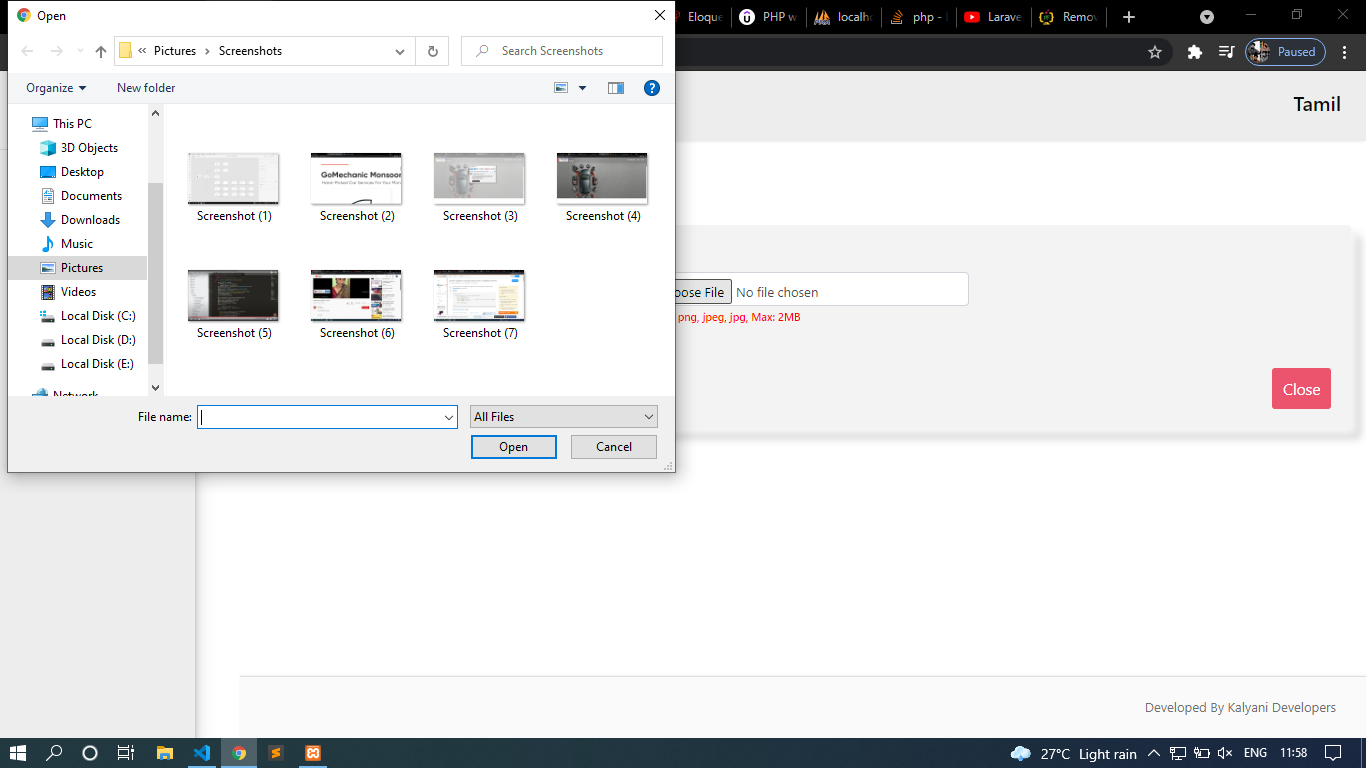 Open
Eloque
PHP w
localho
php - l
Larave
Remov
Pictures
Screenshots
Search Screenshots
Paused
Organize
New folder
Tamil
This PC
3D Objects
Desktop
Documents
Downloads
Music
Pictures
Videos
Local Disk (C:)
Local Disk (D:)
Local Disk (E:)
Network
GoMechanic Monsoon
Screenshot (1)
Screenshot (2)
Screenshot (3)
Screenshot (4)
Screenshot (5)
Screenshot (6)
Screenshot (7)
oose File No file chosen
png, jpeg, jpg, Max: 2MB
Close
File name:
All Files
Open
Cancel
Developed By Kalyani Developers
27°C Light rain
ENG
11:58